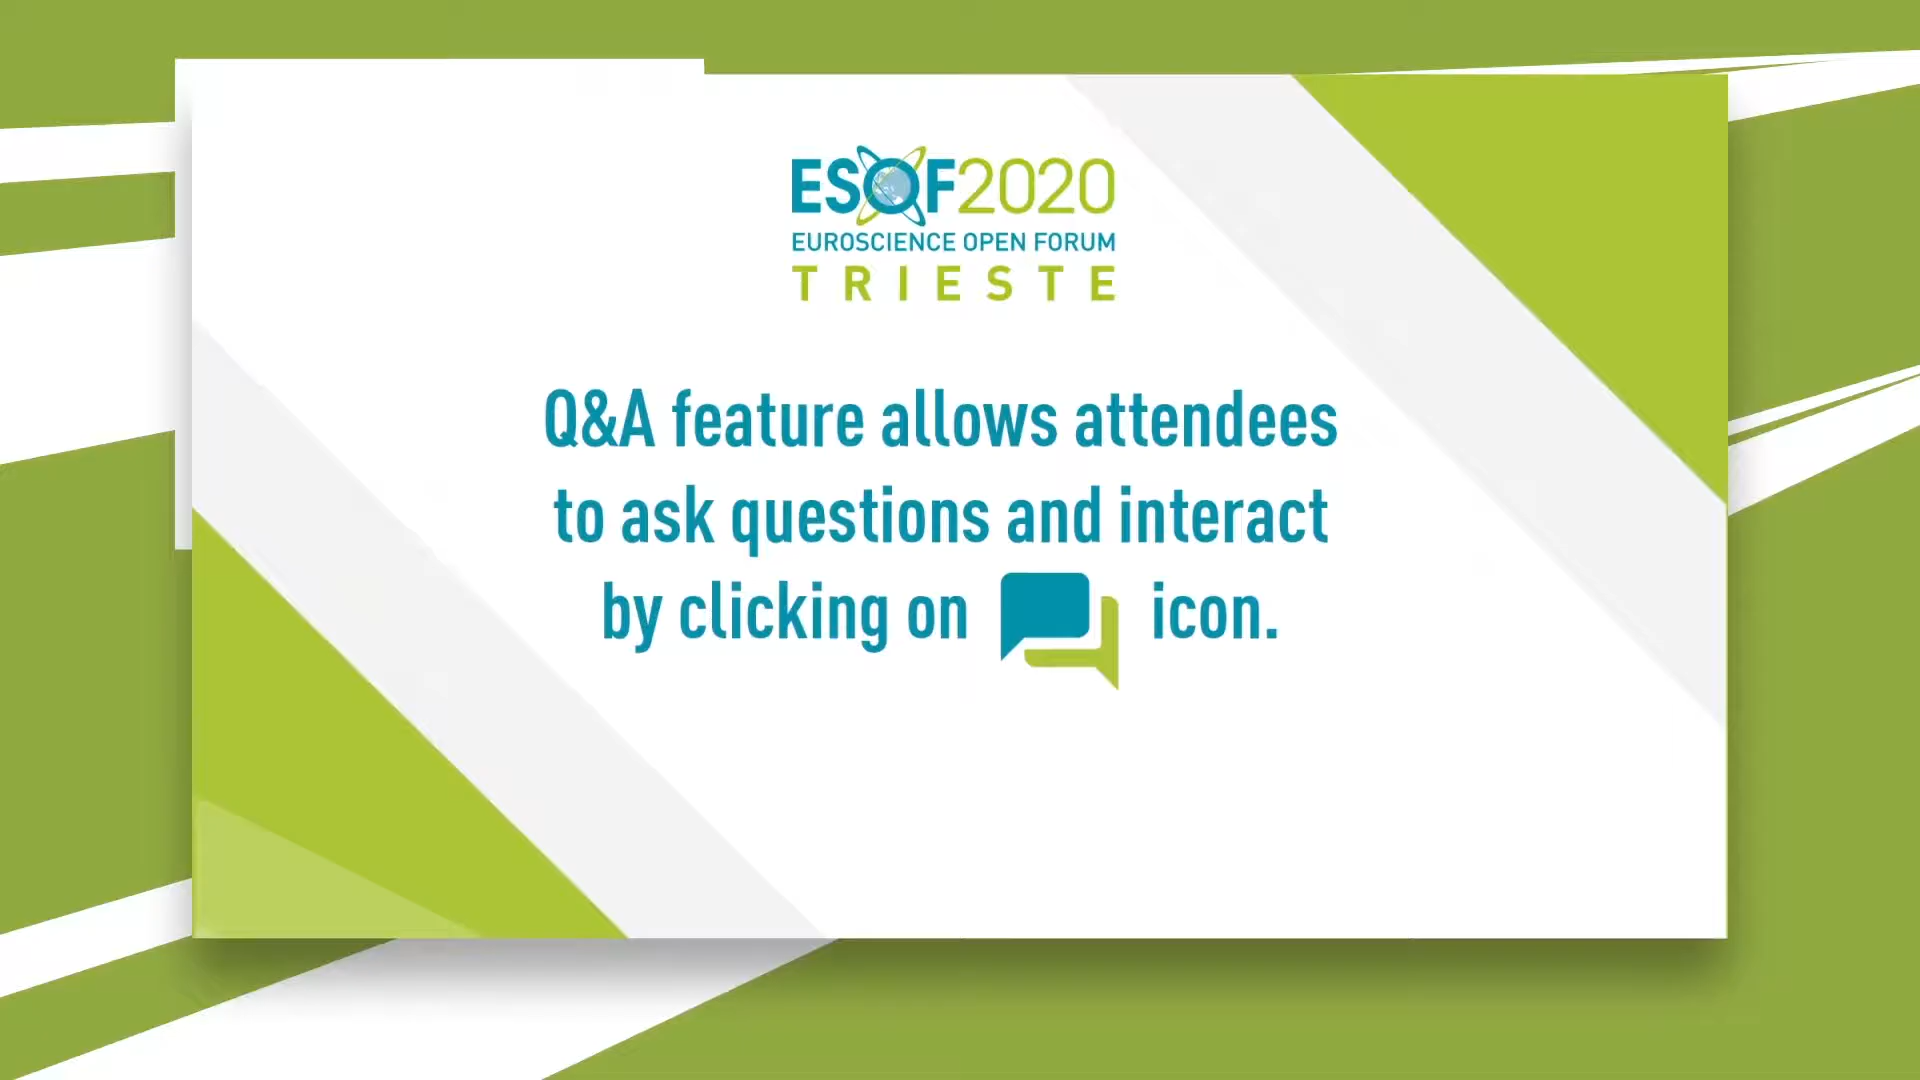 ESOF2020
EUROSCIENCE OPEN FORUM
TRIESTE
Q&A feature allows attendees
to ask questions and interact
by clicking on icon.